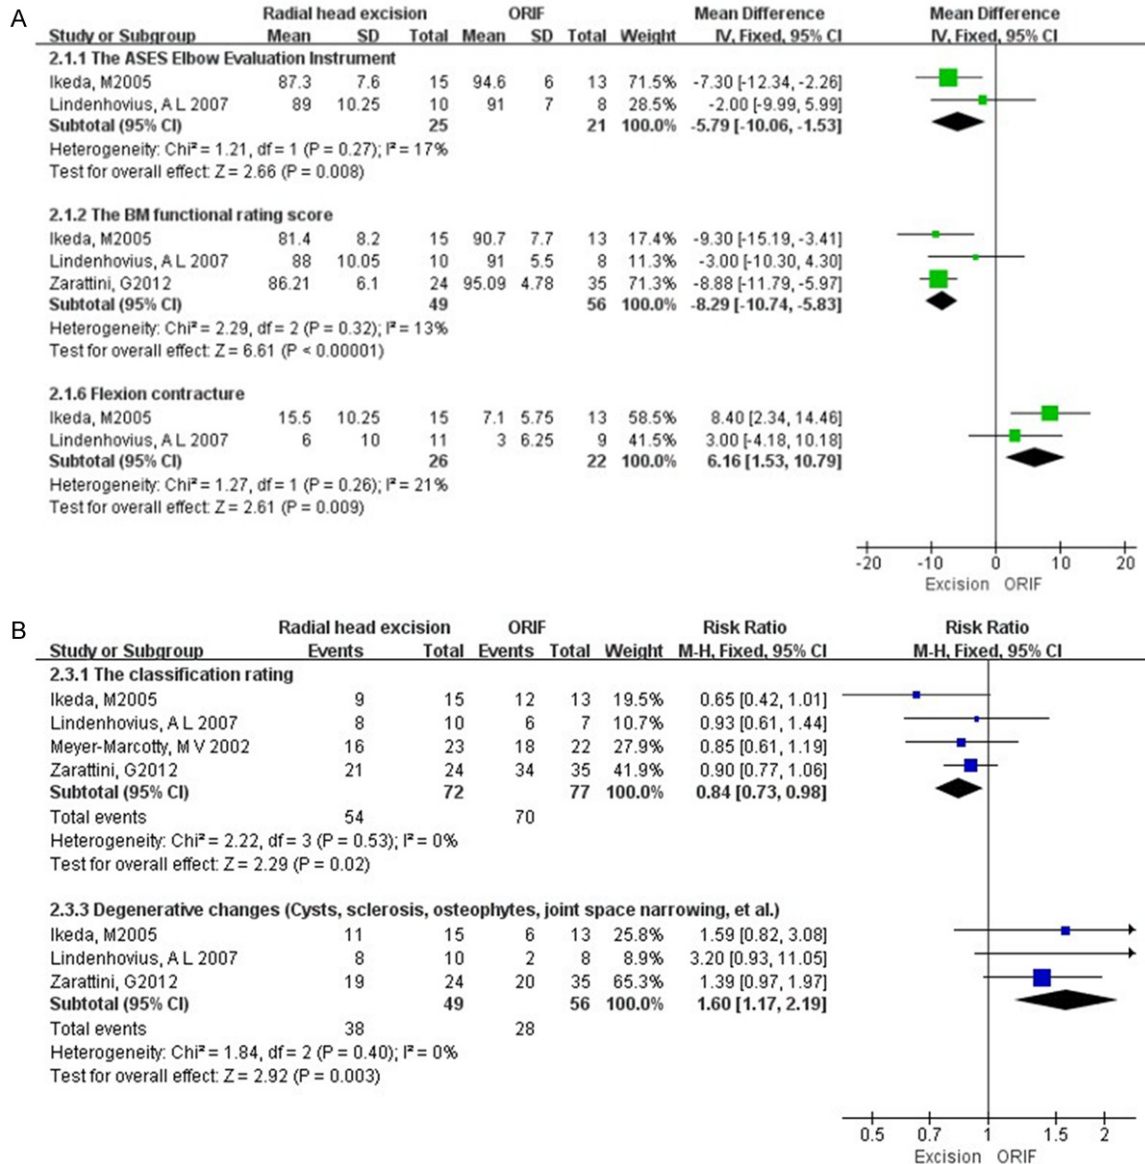 A
Radial head excision ORIF Mean Difference Mean Difference
Study or Subgroup Mean SD Total Mean SD Total Weight IV, Fixed, 95% CI IV, Fixed, 95% CI
2.1.1 The ASES Elbow Evaluation Instrument
Ikeda, M2005 87.3 7.6 15 94.6 6 13 71.5% -7.30 [-12.34, -2.26]
Lindenhovius, A L 2007 89 10.25 10 91 7 8 28.5% -2.00 [-9.99, 5.99]
Subtotal (95% CI) 25 21 100.0% -5.79 [-10.06, -1.53]
Heterogeneity: Chi² = 1.21, df = 1 (P = 0.27); I² = 17%
Test for overall effect: Z = 2.66 (P = 0.008)
2.1.2 The BM functional rating score
Ikeda, M2005 81.4 8.2 15 90.7 7.7 13 17.4% -9.30 [-15.19, -3.41]
Lindenhovius, A L 2007 88 10.05 10 91 5.5 8 11.3% -3.00 [-10.30, 4.30]
Zarattini, G2012 86.21 6.1 24 95.09 4.78 35 71.3% -8.88 [-11.79, -5.97]
Subtotal (95% CI) 49 56 100.0% -8.29 [-10.74, -5.83]
Heterogeneity: Chi² = 2.29, df = 2 (P = 0.32); I² = 13%
Test for overall effect: Z = 6.61 (P < 0.00001)
2.1.6 Flexion contracture
Ikeda, M2005 15.5 10.25 15 7.1 5.75 13 58.5% 8.40 [2.34, 14.46]
Lindenhovius, A L 2007 6 10 11 3 6.25 9 41.5% 3.00 [-4.18, 10.18]
Subtotal (95% CI) 26 22 100.0% 6.16 [1.53, 10.79]
Heterogeneity: Chi² = 1.27, df = 1 (P = 0.26); I² = 21%
Test for overall effect: Z = 2.61 (P = 0.009)
-20 -10 0 10 20
Excision ORIF
B
Radial head excision ORIF Risk Ratio Risk Ratio
Study or Subgroup Events Total Events Total Weight M-H, Fixed, 95% CI M-H, Fixed, 95% CI
2.3.1 The classification rating
Ikeda, M2005 9 15 12 13 19.5% 0.65 [0.42, 1.01]
Lindenhovius, A L 2007 8 10 6 7 10.7% 0.93 [0.61, 1.44]
Meyer-Marcotty, M V 2002 16 23 18 22 27.9% 0.85 [0.61, 1.19]
Zarattini, G2012 21 24 34 35 41.9% 0.90 [0.77, 1.06]
Subtotal (95% CI) 72 77 100.0% 0.84 [0.73, 0.98]
Total events 54 70
Heterogeneity: Chi² = 2.22, df = 3 (P = 0.53); I² = 0%
Test for overall effect: Z = 2.29 (P = 0.02)
2.3.3 Degenerative changes (Cysts, sclerosis, osteophytes, joint space narrowing, et al.)
Ikeda, M2005 11 15 6 13 25.8% 1.59 [0.82, 3.08]
Lindenhovius, A L 2007 8 10 2 8 8.9% 3.20 [0.93, 11.05]
Zarattini, G2012 19 24 20 35 65.3% 1.39 [0.97, 1.97]
Subtotal (95% CI) 49 56 100.0% 1.60 [1.17, 2.19]
Total events 38 28
Heterogeneity: Chi² = 1.84, df = 2 (P = 0.40); I² = 0%
Test for overall effect: Z = 2.92 (P = 0.003)
0.5 0.7 1 1.5 2
Excision ORIF